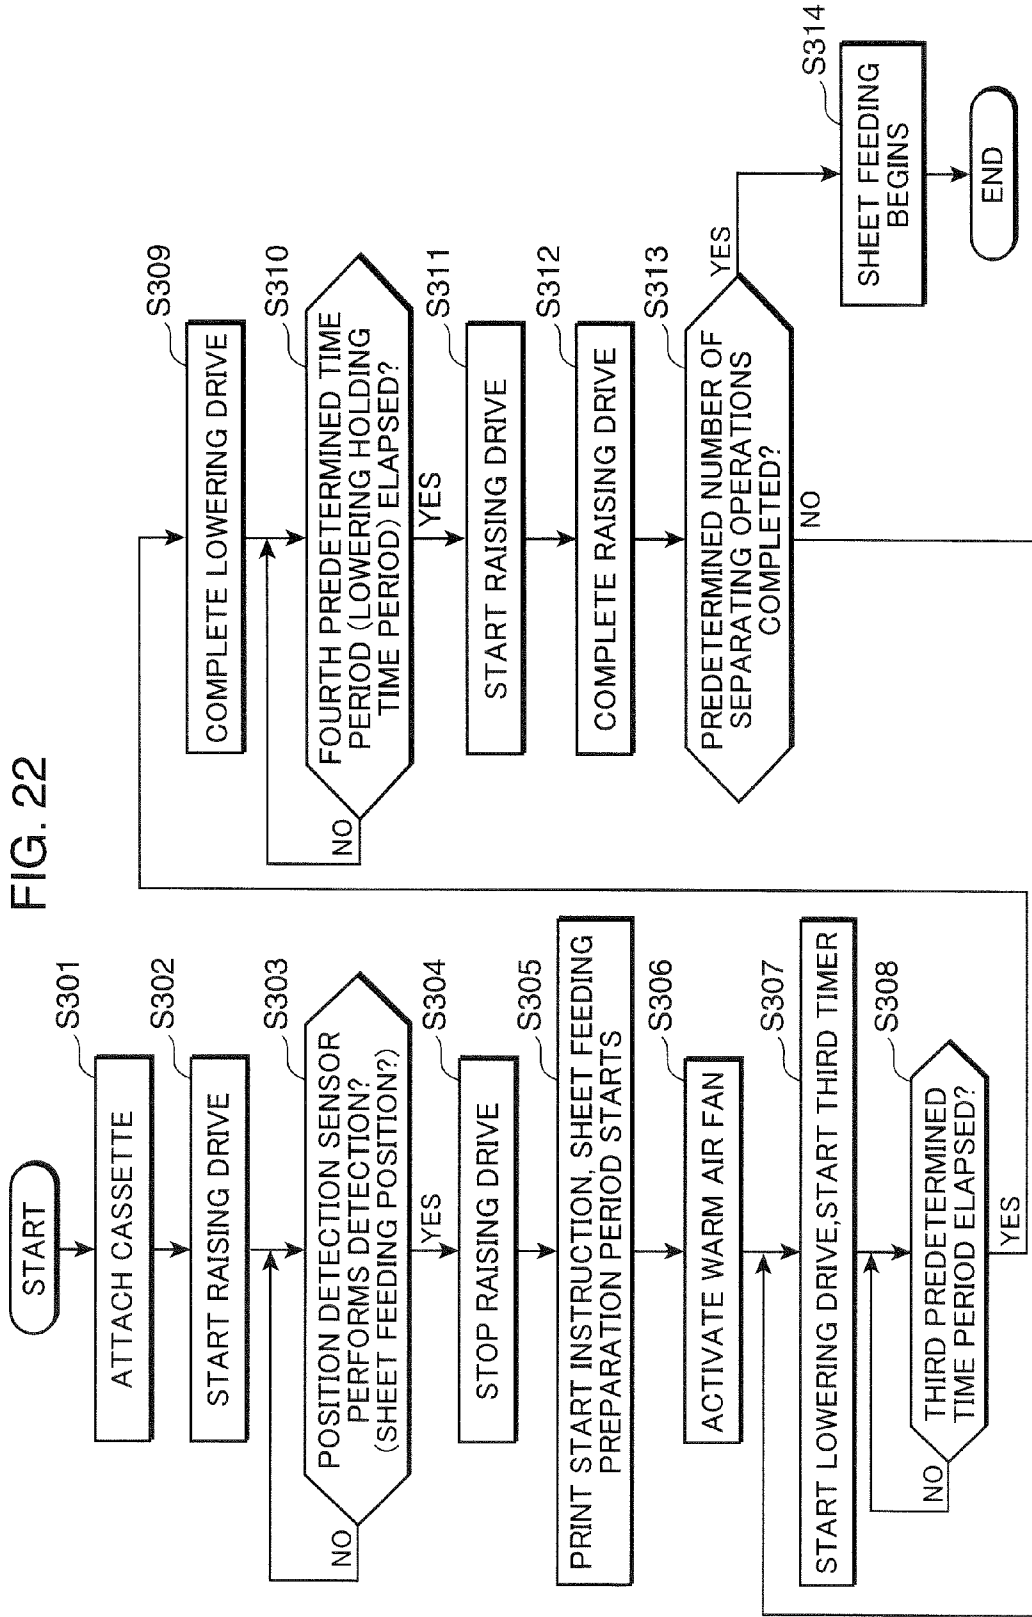 FIG. 22
START
S301
ATTACH CASSETTE
S302
START RAISING DRIVE
S303
POSITION DETECTION SENSOR
PERFORMS DETECTION?
(SHEET FEEDING POSITION?)
NO
YES
S304
STOP RAISING DRIVE
S305
PRINT START INSTRUCTION, SHEET FEEDING
PREPARATION PERIOD STARTS
S306
ACTIVATE WARM AIR FAN
S307
START LOWERING DRIVE,START THIRD TIMER
S308
THIRD PREDETERMINED
TIME PERIOD ELAPSED?
NO
YES
S309
COMPLETE LOWERING DRIVE
S310
FOURTH PREDETERMINED TIME
PERIOD (LOWERING HOLDING
TIME PERIOD) ELAPSED?
NO
YES
S311
START RAISING DRIVE
S312
COMPLETE RAISING DRIVE
S313
PREDETERMINED NUMBER OF
SEPARATING OPERATIONS
COMPLETED?
YES
NO
S314
SHEET FEEDING
BEGINS
END